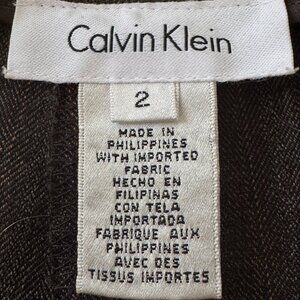 Calvin Klein
2
MADE IN
PHILIPPINES
WITH IMPORTED
FABRIC
HECHO EN
FILIPINAS
CON TELA
IMPORTADA
FABRIQUE AUX
PHILIPPINES
AVEC DES
TISSUS IMPORTES